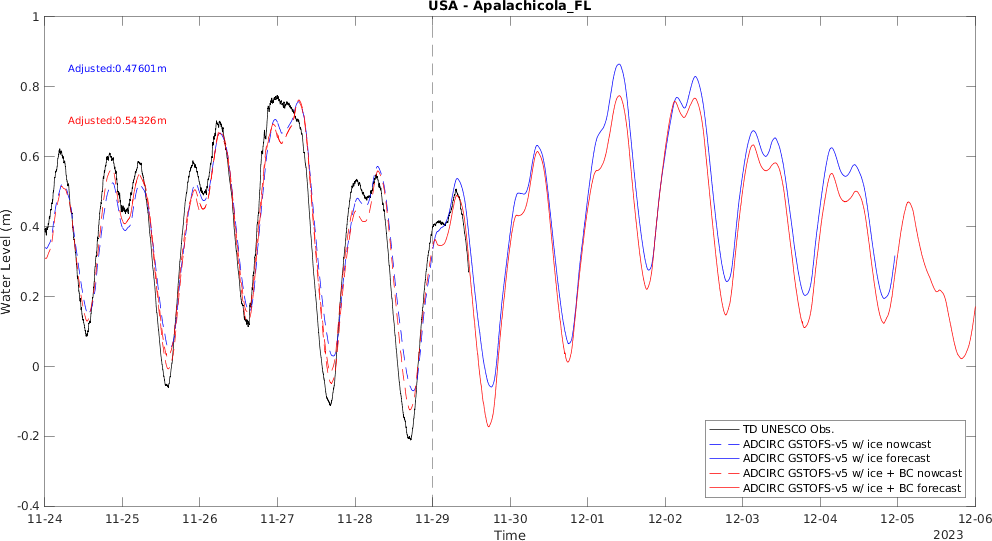 USA - Apalachicola_FL
1
0.8
0.6
0.4
0.2
0
-0.2
-0.4
Water Level (m)
Adjusted:0.47601m
Adjusted:0.54326m
TD UNESCO Obs.
ADCIRC GSTOFS-v5 w/ ice nowcast
ADCIRC GSTOFS-v5 w/ ice forecast
ADCIRC GSTOFS-v5 w/ ice + BC nowcast
ADCIRC GSTOFS-v5 w/ ice + BC forecast
11-24 11-25 11-26 11-27 11-28 11-29 11-30 12-01 12-02 12-03 12-04 12-05 12-06
Time
2023